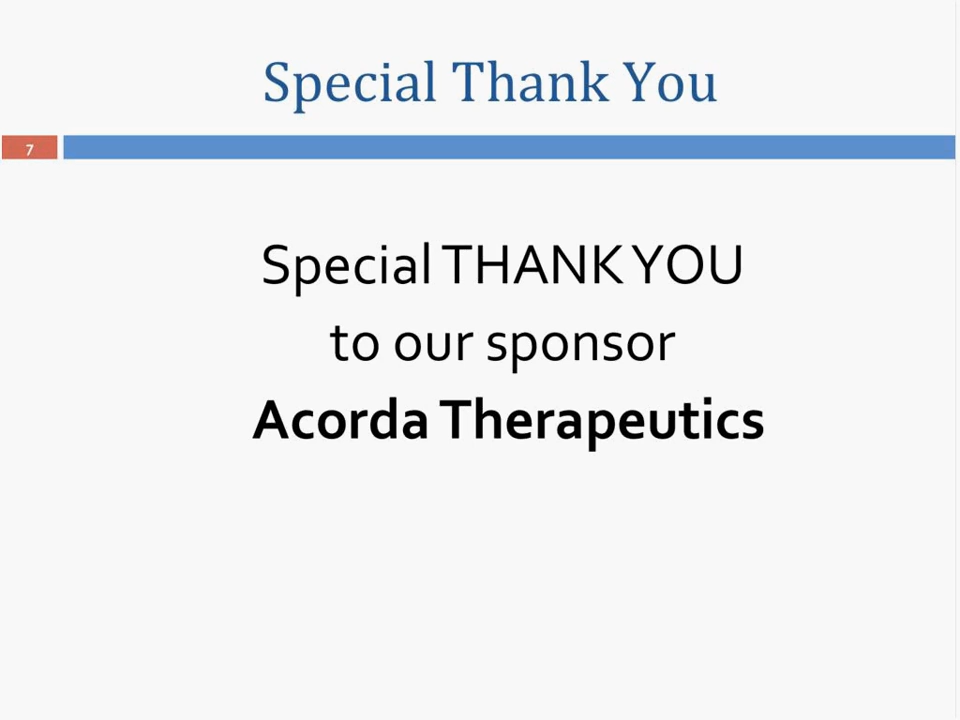 Special Thank You
7
Special THANK YOU
to our sponsor
Acorda Therapeutics